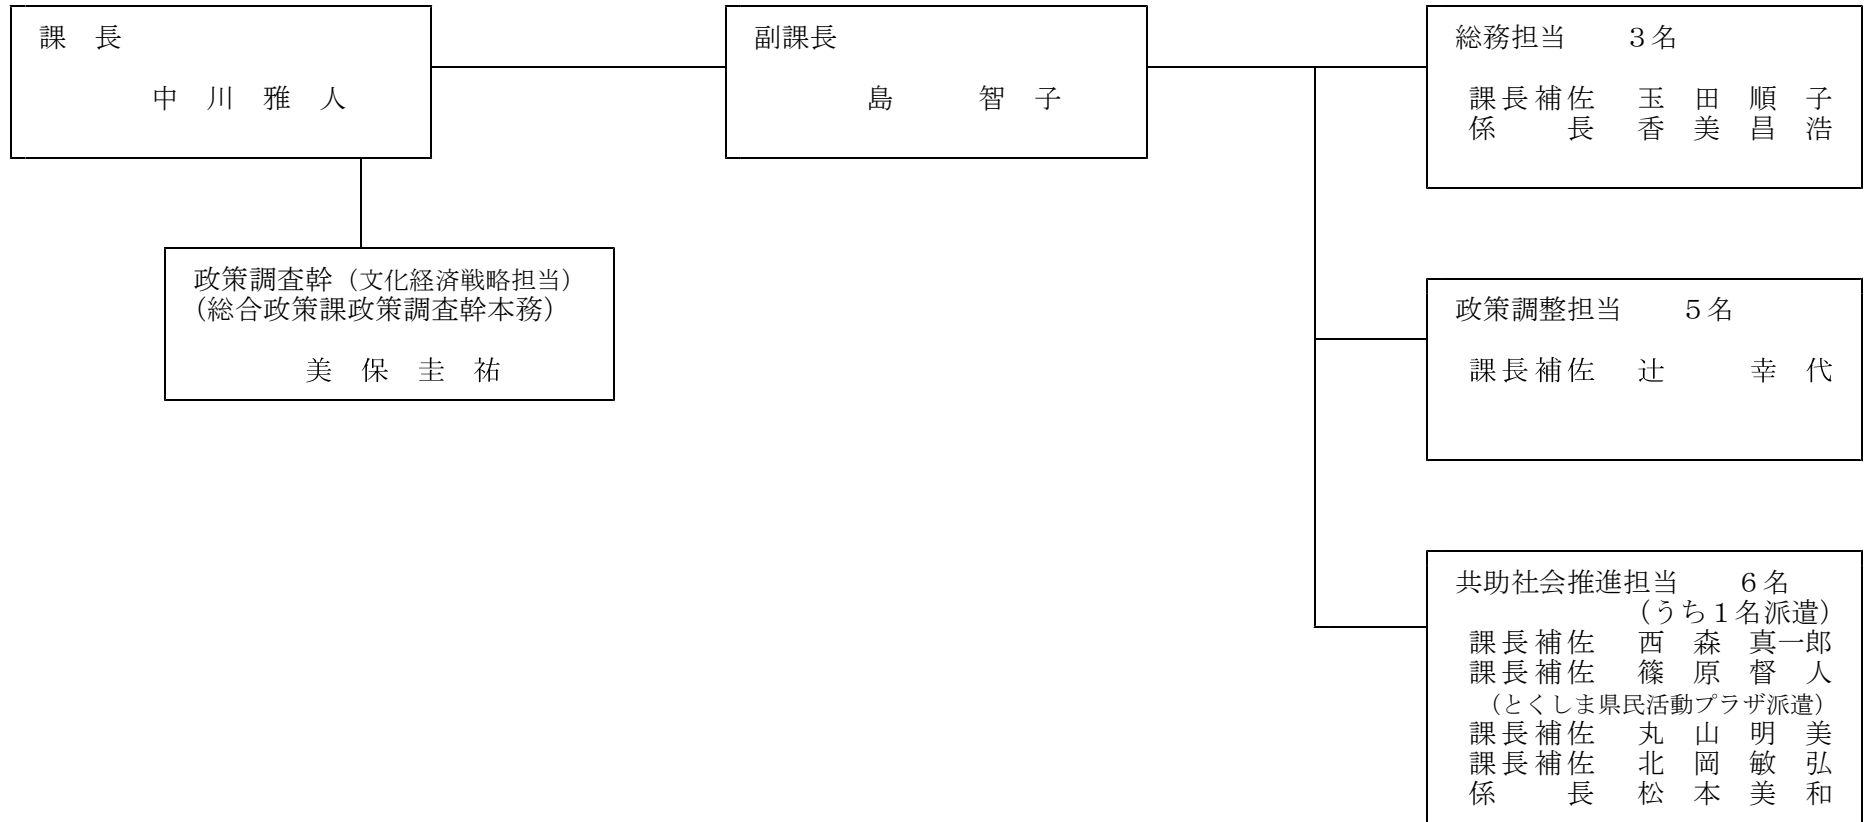 課　長
中　川　雅　人
政策調査幹（文化経済戦略担当）
（総合政策課政策調査幹本務）
美　保　圭　祐
副課長
島　　　智　子
総務担当　　３名
課長補佐　玉　田　順　子
係　　長　香　美　昌　浩
政策調整担当　　５名
課長補佐　辻　　　幸　代
共助社会推進担当　　６名
（うち１名派遣）
課長補佐　西　森　真一郎
課長補佐　篠　原　督　人
（とくしま県民活動プラザ派遣）
課長補佐　丸　山　明　美
課長補佐　北　岡　敏　弘
係　　長　松　本　美　和